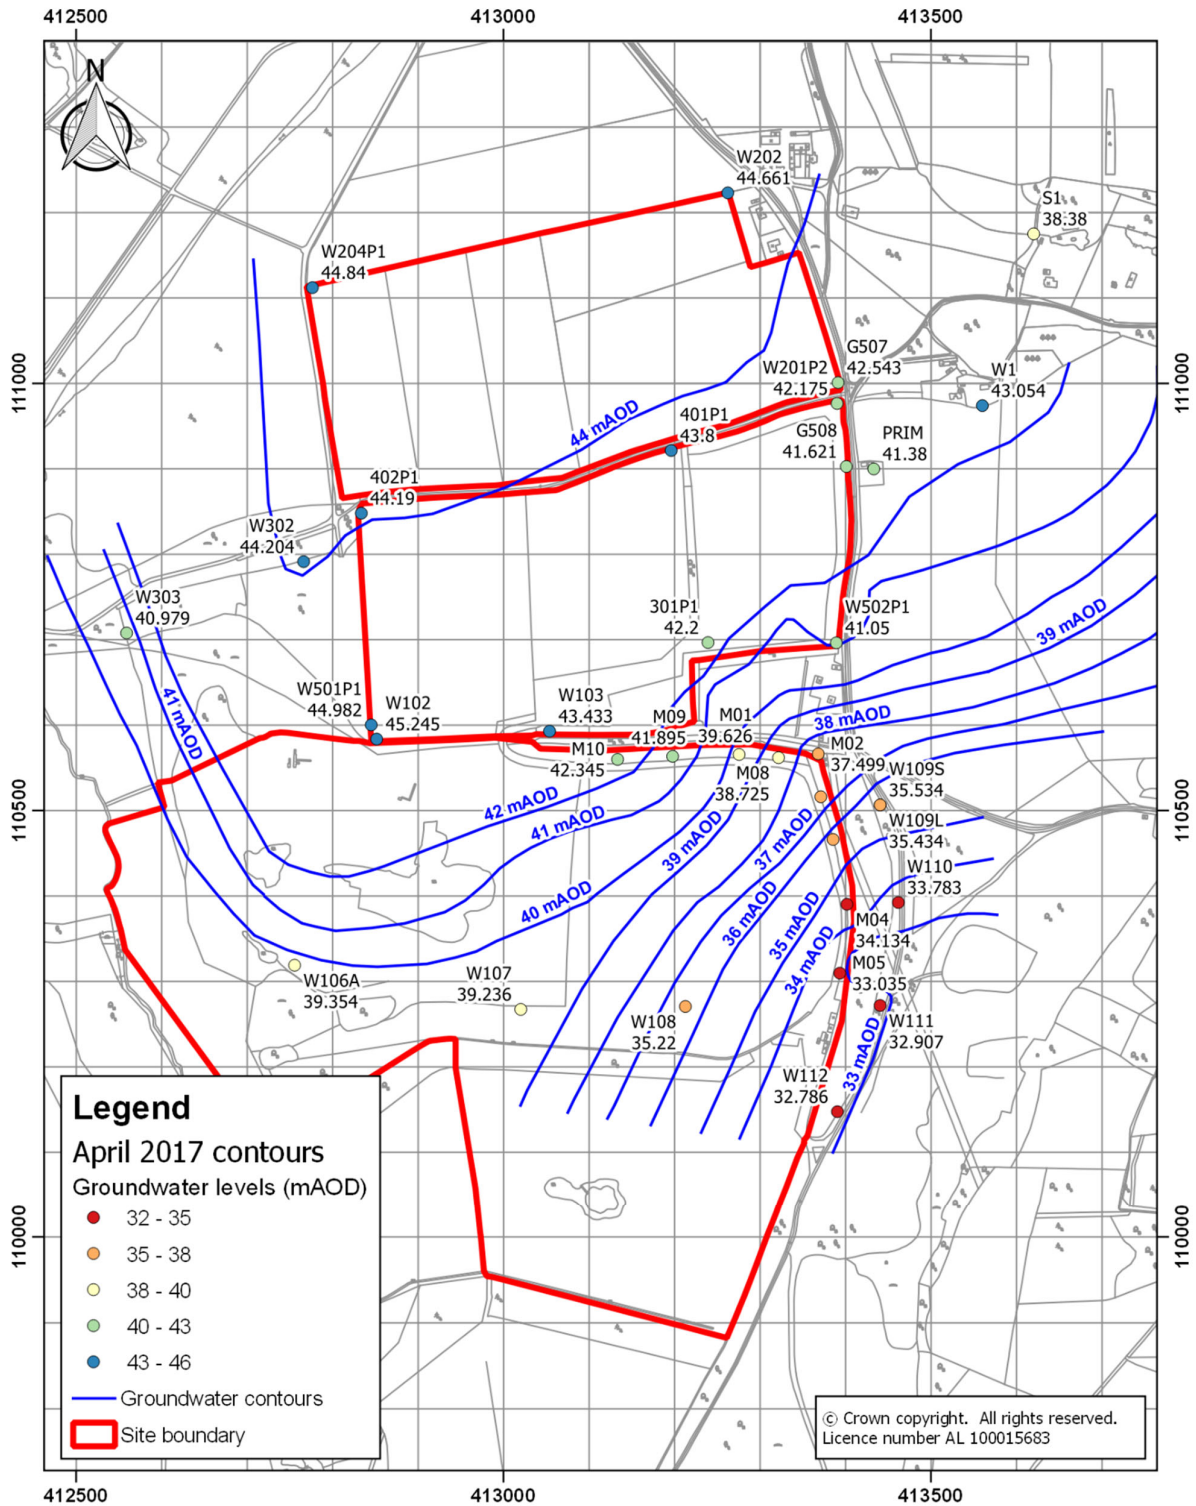 412500
413000
413500
N
W202
44.661
S1
38.38
W204P1
44.84
111000
111000
G507
42.543
W201P2
42.175
W1
43.054
44 mAOD
401P1
43.8
G508
41.621
PRIM
41.38
402P1
44.19
W302
44.204
W303
40.979
301P1
42.2
W502P1
41.05
39 mAOD
W501P1
44.982
W102
45.245
W103
43.433
41 mAOD
M09
41.895
M01
39.626
38 mAOD
M10
42.345
M02
37.499
M08
38.725
W109S
35.534
42 mAOD
41 mAOD
110500
110500
W109L
35.434
39 mAOD
37 mAOD
W110
33.783
40 mAOD
36 mAOD
35 mAOD
M04
34.134
34 mAOD
M05
33.035
W106A
39.354
W107
39.236
W108
35.22
W111
32.907
33 mAOD
W112
32.786
Legend
April 2017 contours
Groundwater levels (mAOD)
32 - 35
35 - 38
38 - 40
40 - 43
43 - 46
Groundwater contours
Site boundary
110000
110000
© Crown copyright. All rights reserved.
Licence number AL 100015683
412500
413000
413500